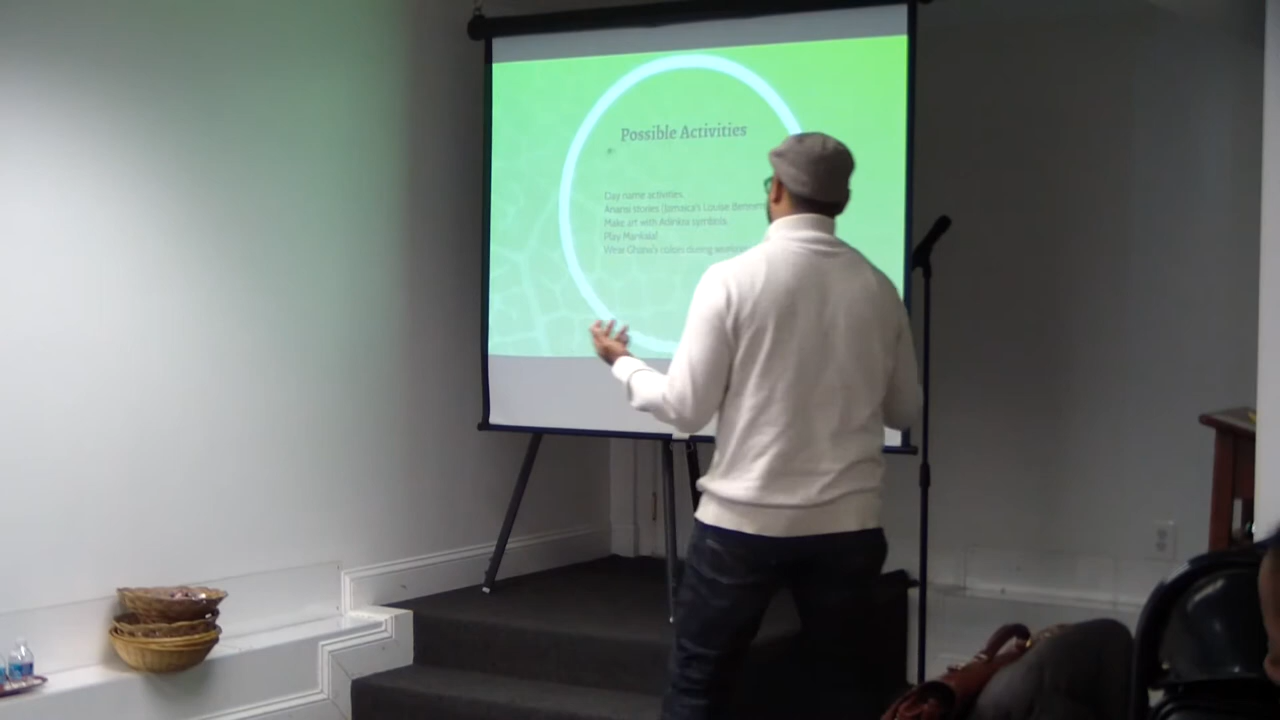 Possible Activities
Day name activities
Anansi stories (Jamaica's Louise Bennett
Make art with Adinkra symbols
Play Mankala!
Wear Ghana's colors during